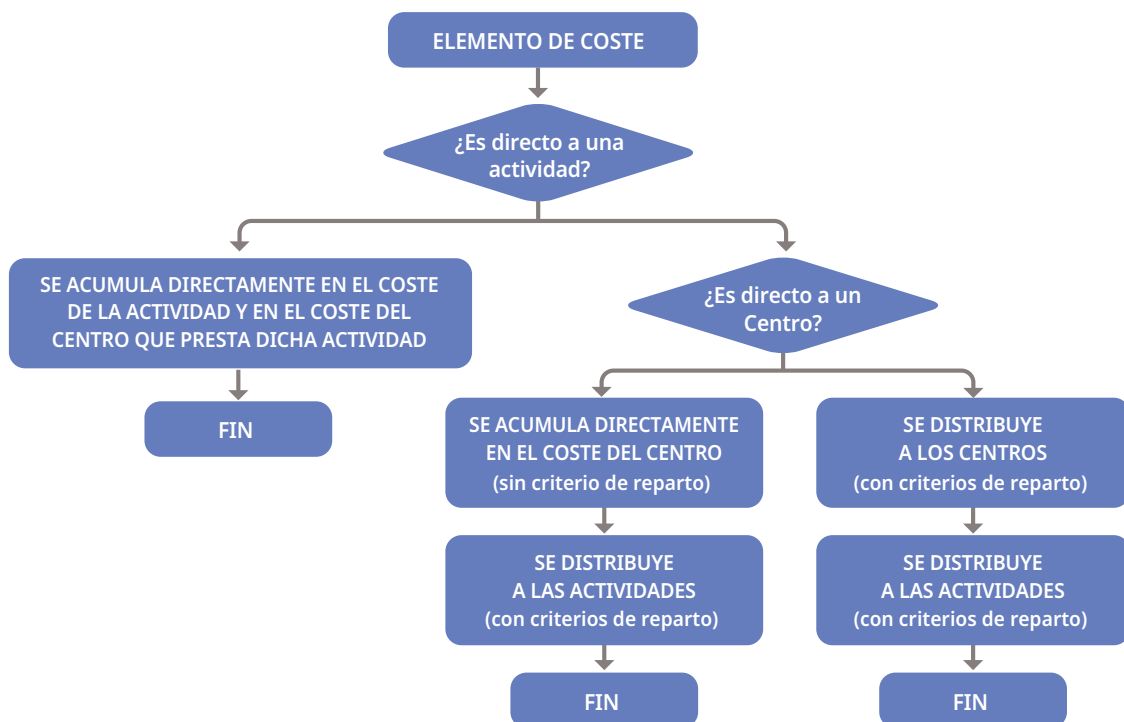 ELEMENTO DE COSTE
¿Es directo a una
actividad?
SE ACUMULA DIRECTAMENTE EN EL COSTE
DE LA ACTIVIDAD Y EN EL COSTE DEL
CENTRO QUE PRESTA DICHA ACTIVIDAD
FIN
¿Es directo a un
Centro?
SE ACUMULA DIRECTAMENTE
EN EL COSTE DEL CENTRO
(sin criterio de reparto)
SE DISTRIBUYE
A LAS ACTIVIDADES
(con criterios de reparto)
FIN
SE DISTRIBUYE
A LOS CENTROS
(con criterios de reparto)
SE DISTRIBUYE
A LAS ACTIVIDADES
(con criterios de reparto)
FIN